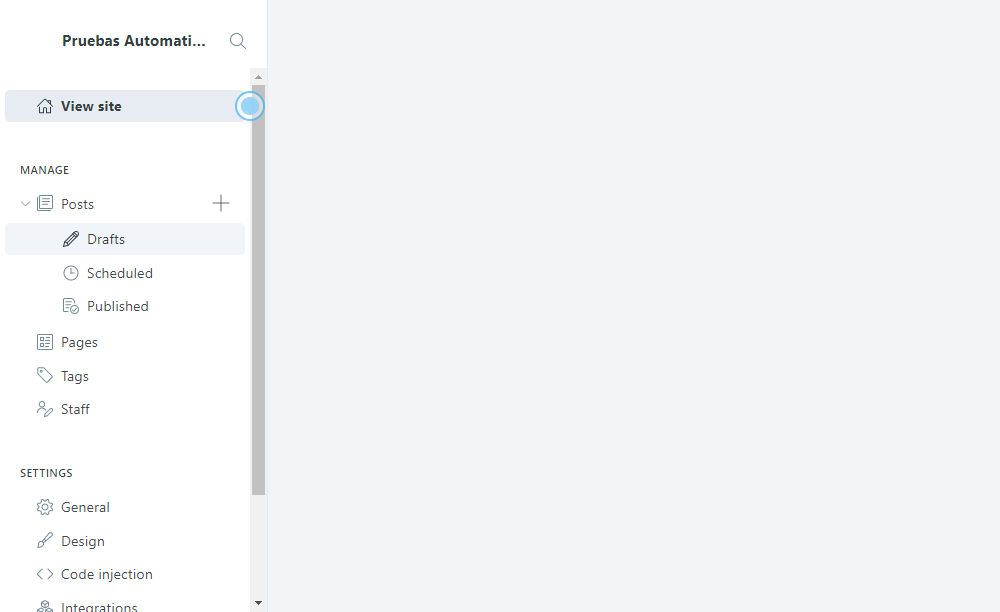 Pruebas Automati...
View site
MANAGE
Posts
Drafts
Scheduled
Published
Pages
Tags
Staff
SETTINGS
General
Design
Code injection
Integrations